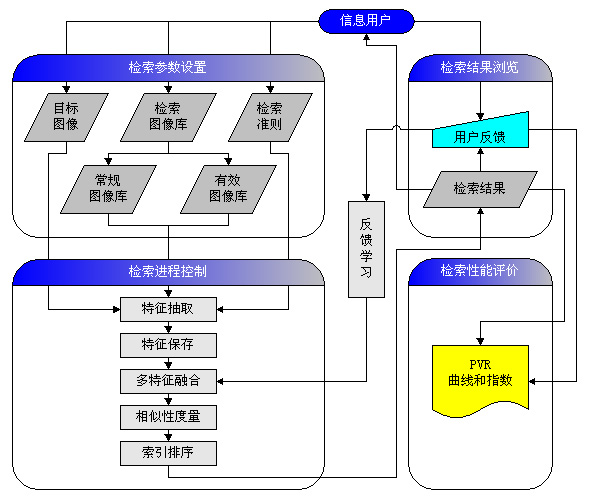 信息用户
检索参数设置
检索结果浏览
目标
图像
检索
图像库
检索
准则
用户反馈
常规
图像库
有效
图像库
检索结果
反
馈
学
习
检索进程控制
检索性能评价
特征抽取
特征保存
多特征融合
相似性度量
索引排序
PVR
曲线和指数